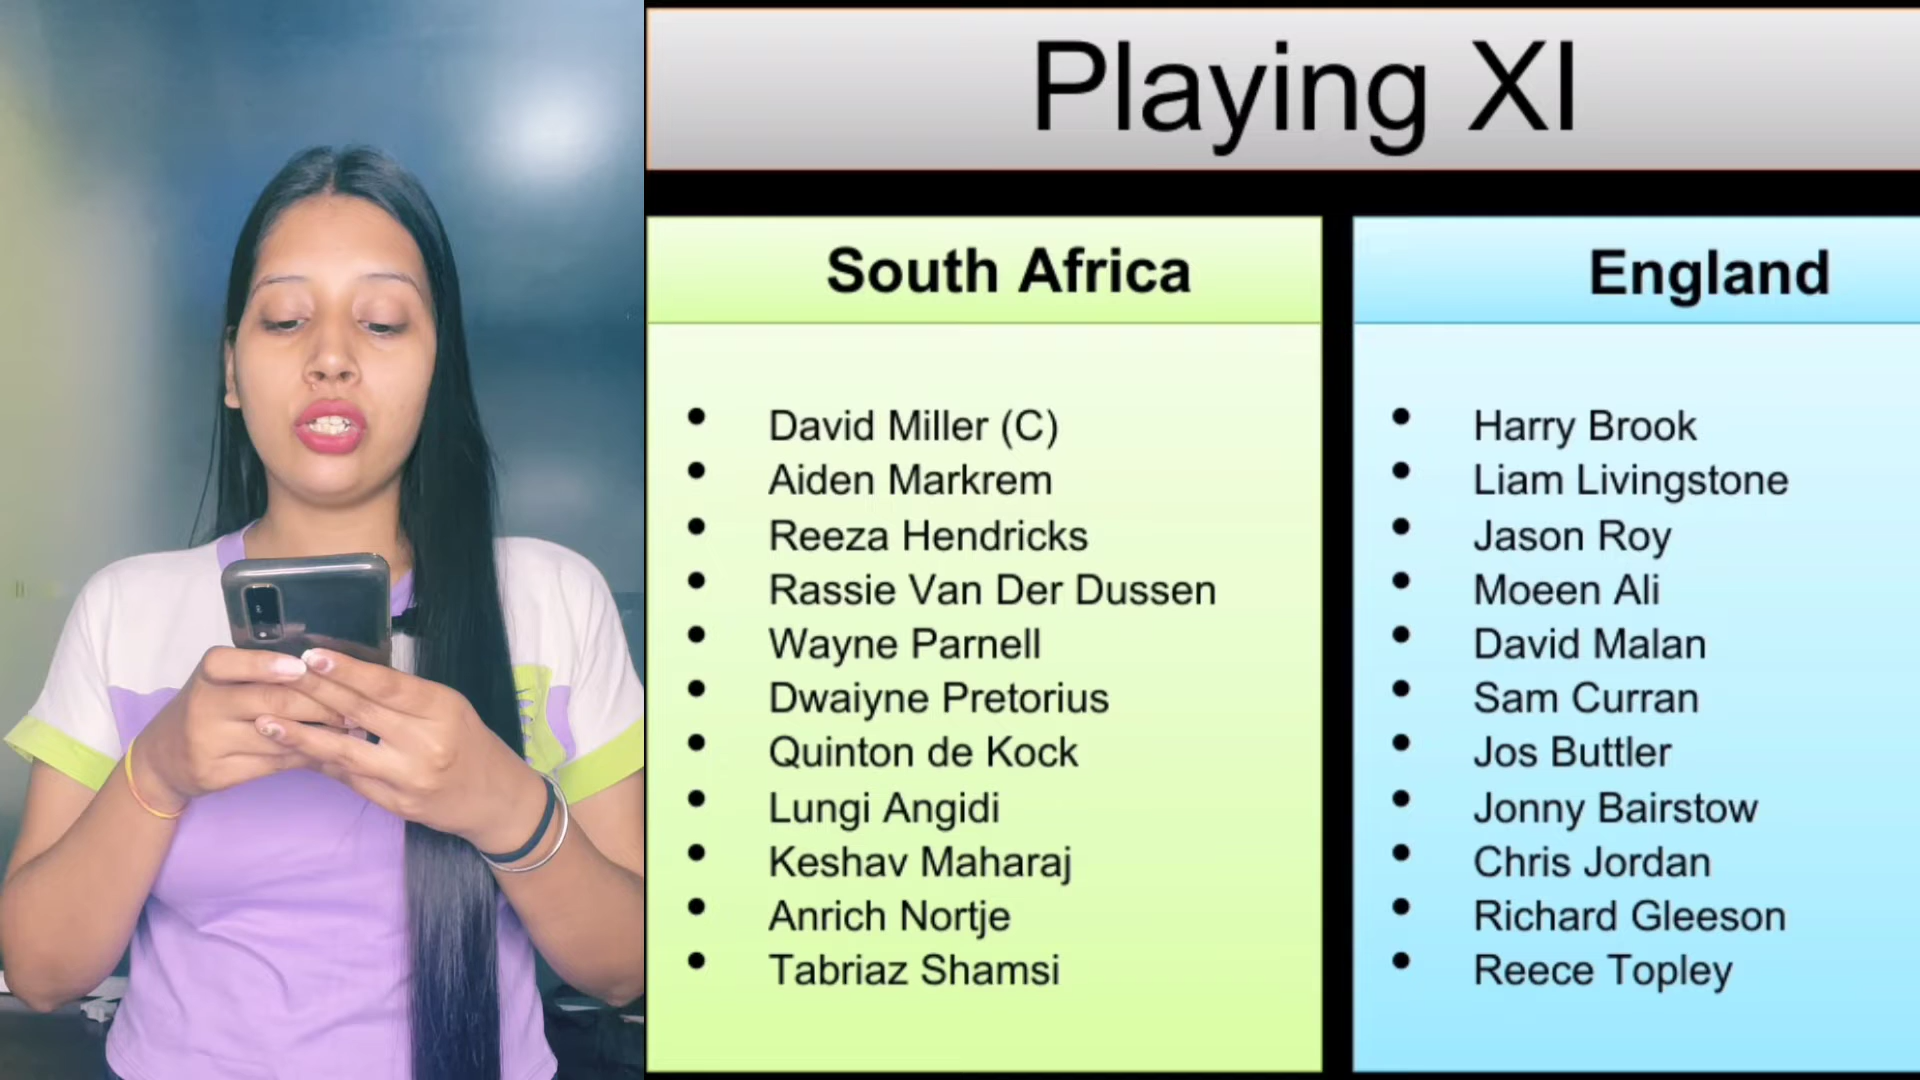 Playing XI
South Africa
David Miller (C)
Aiden Markrem
Reeza Hendricks
Rassie Van Der Dussen
Wayne Parnell
Dwaiyne Pretorius
Quinton de Kock
Lungi Angidi
Keshav Maharaj
Anrich Nortje
Tabriaz Shamsi
England
Harry Brook
Liam Livingstone
Jason Roy
Moeen Ali
David Malan
Sam Curran
Jos Buttler
Jonny Bairstow
Chris Jordan
Richard Gleeson
Reece Topley